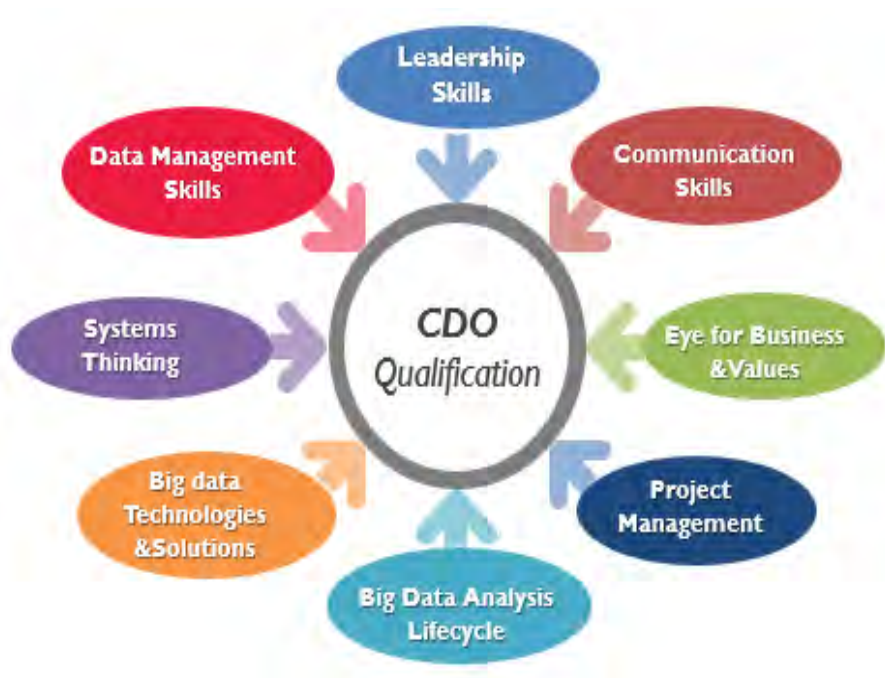 Leadership
Skills
Data Management
Skills
Communication
Skills
CDO
Qualification
Systems
Thinking
Eye for Business
&Values
Big data
Technologies
&Solutions
Project
Management
Big Data Analysis
Lifecycle